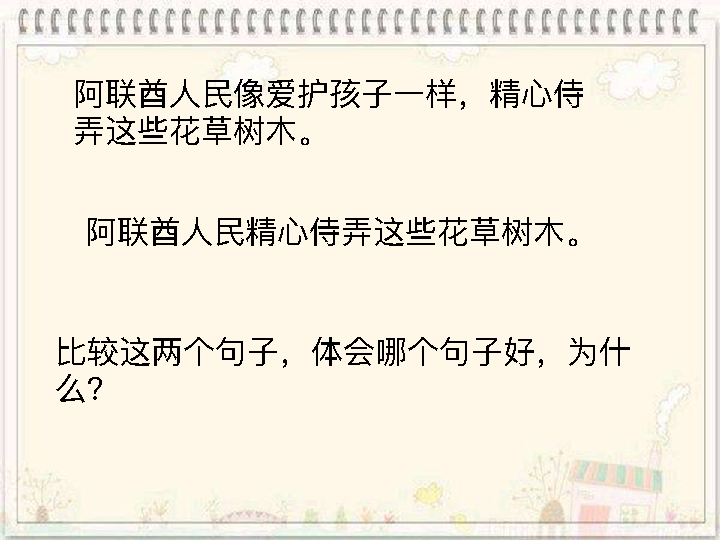 阿联酋人民像爱护孩子一样，精心侍
弄这些花草树木。
阿联酋人民精心侍弄这些花草树木。
比较这两个句子，体会哪个句子好，为什
么?